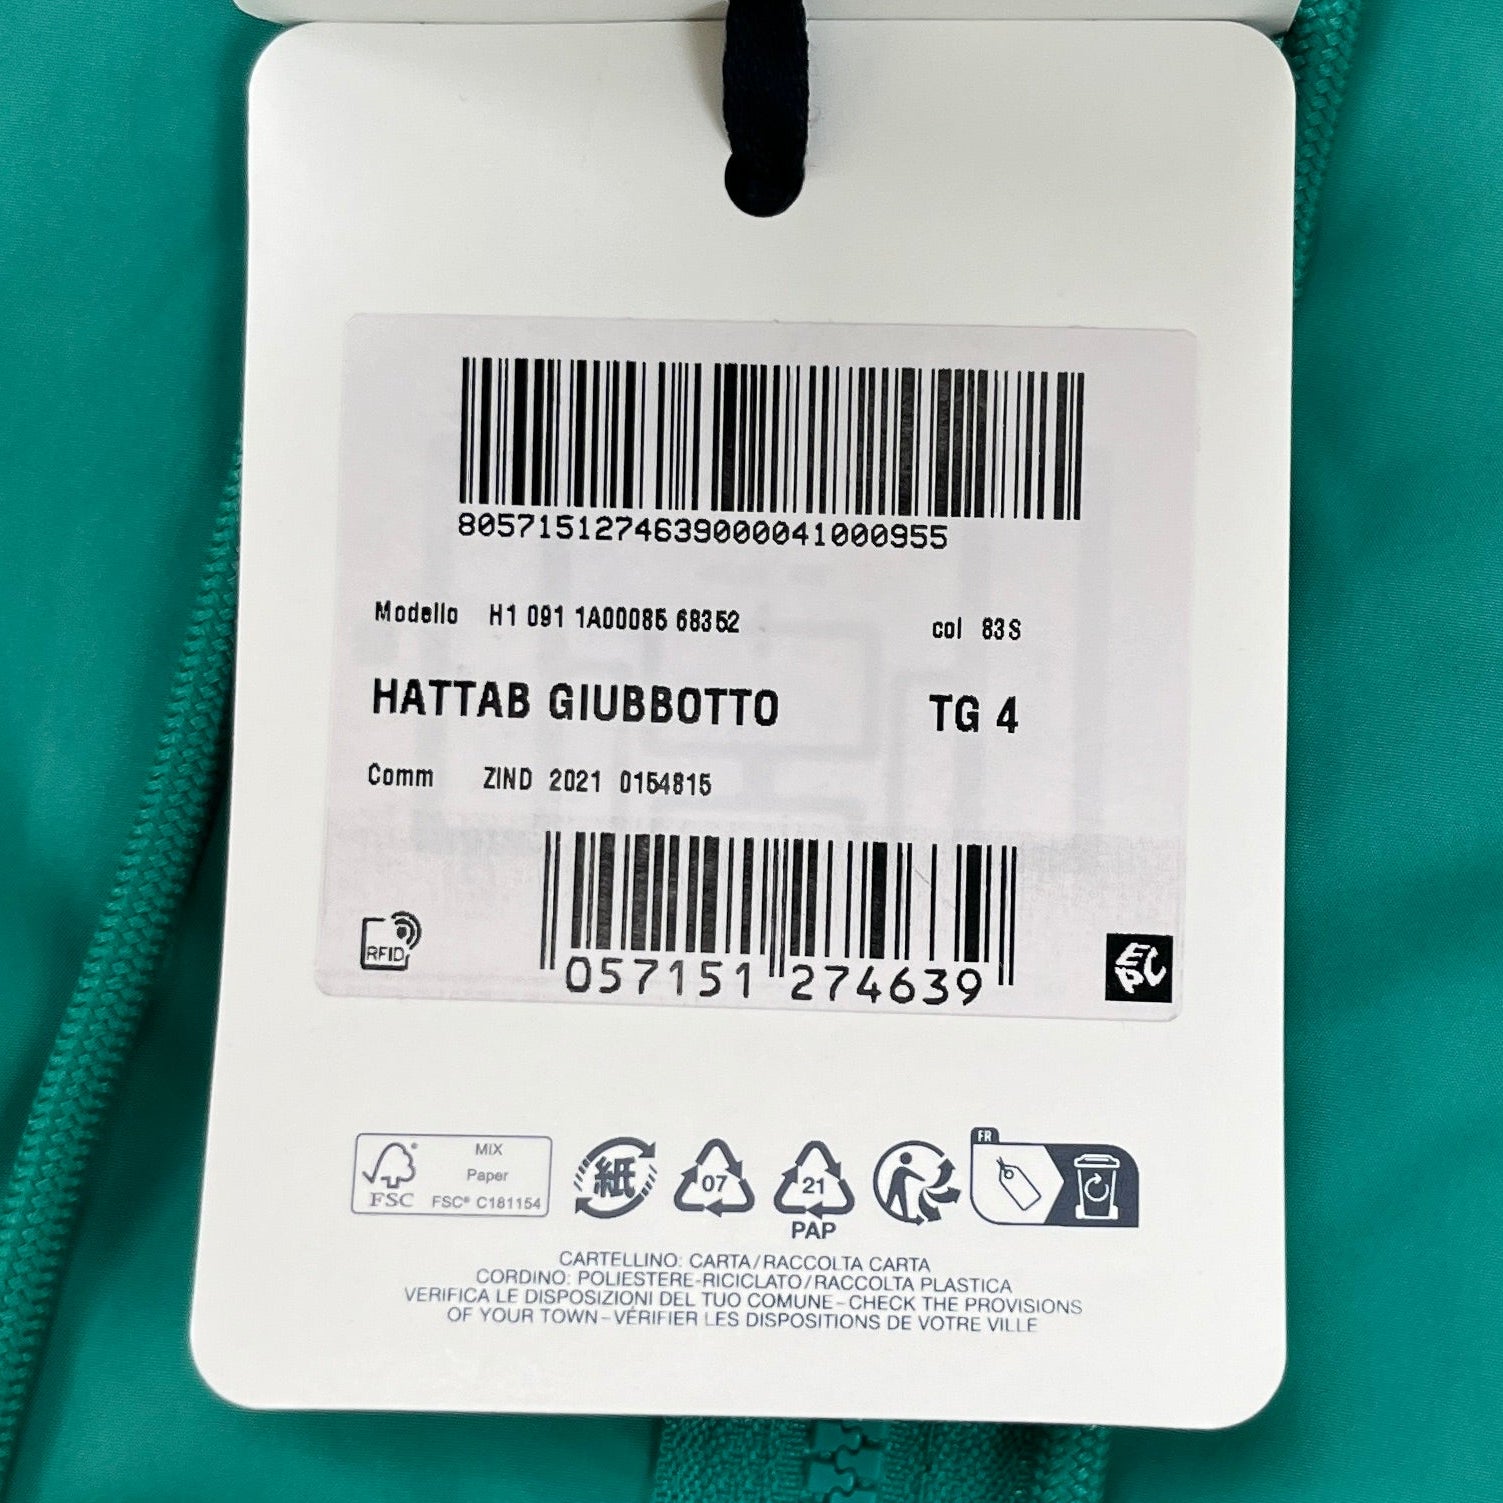 8057151274639000041000955
Modello H1 091 1A00085 68352 col 83S
HATTAB GIUBBOTTO TG 4
Comm ZIND 2021 0154815
RFID
057151 274639
EPC
FSC
MIX
Paper
FSC® C181154
紙
07
21
PAP
FR
CARTELLINO: CARTA/RACCOLTA CARTA
CORDINO: POLIESTERE-RICICLATO/RACCOLTA PLASTICA
VERIFICA LE DISPOSIZIONI DEL TUO COMUNE-CHECK THE PROVISIONS
OF YOUR TOWN-VÉRIFIER LES DISPOSITIONS DE VOTRE VILLE